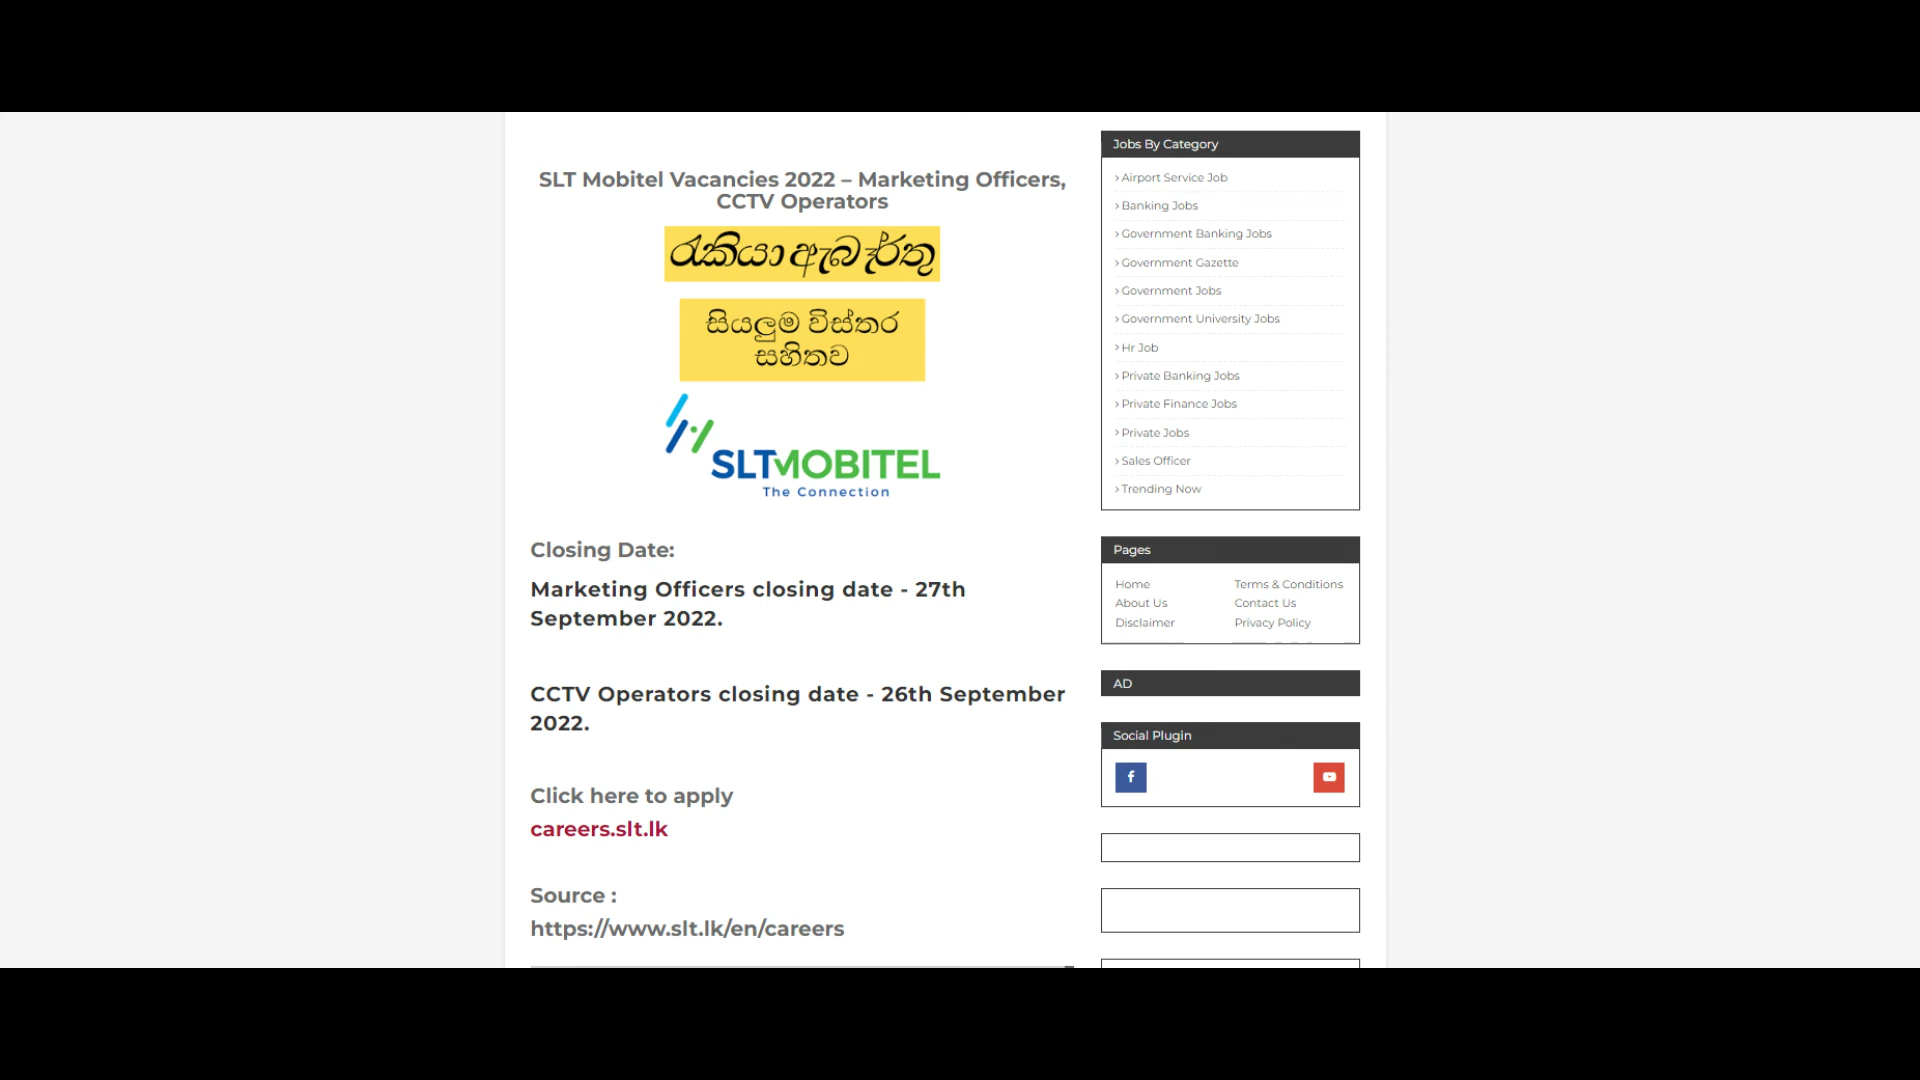 SLT Mobitel Vacancies 2022 – Marketing Officers,
CCTV Operators
රැකියා ඇබෑර්තු
සියලුම විස්තර
සහිතව
SLTMOBITEL
The Connection
Closing Date:
Marketing Officers closing date - 27th
September 2022.
CCTV Operators closing date - 26th September
2022.
Click here to apply
careers.slt.lk
Source :
https://www.slt.lk/en/careers
Jobs By Category
› Airport Service Job
› Banking Jobs
› Government Banking Jobs
› Government Gazette
› Government Jobs
› Government University Jobs
› Hr Job
› Private Banking Jobs
› Private Finance Jobs
› Private Jobs
› Sales Officer
› Trending Now
Pages
Home Terms & Conditions
About Us Contact Us
Disclaimer Privacy Policy
AD
Social Plugin